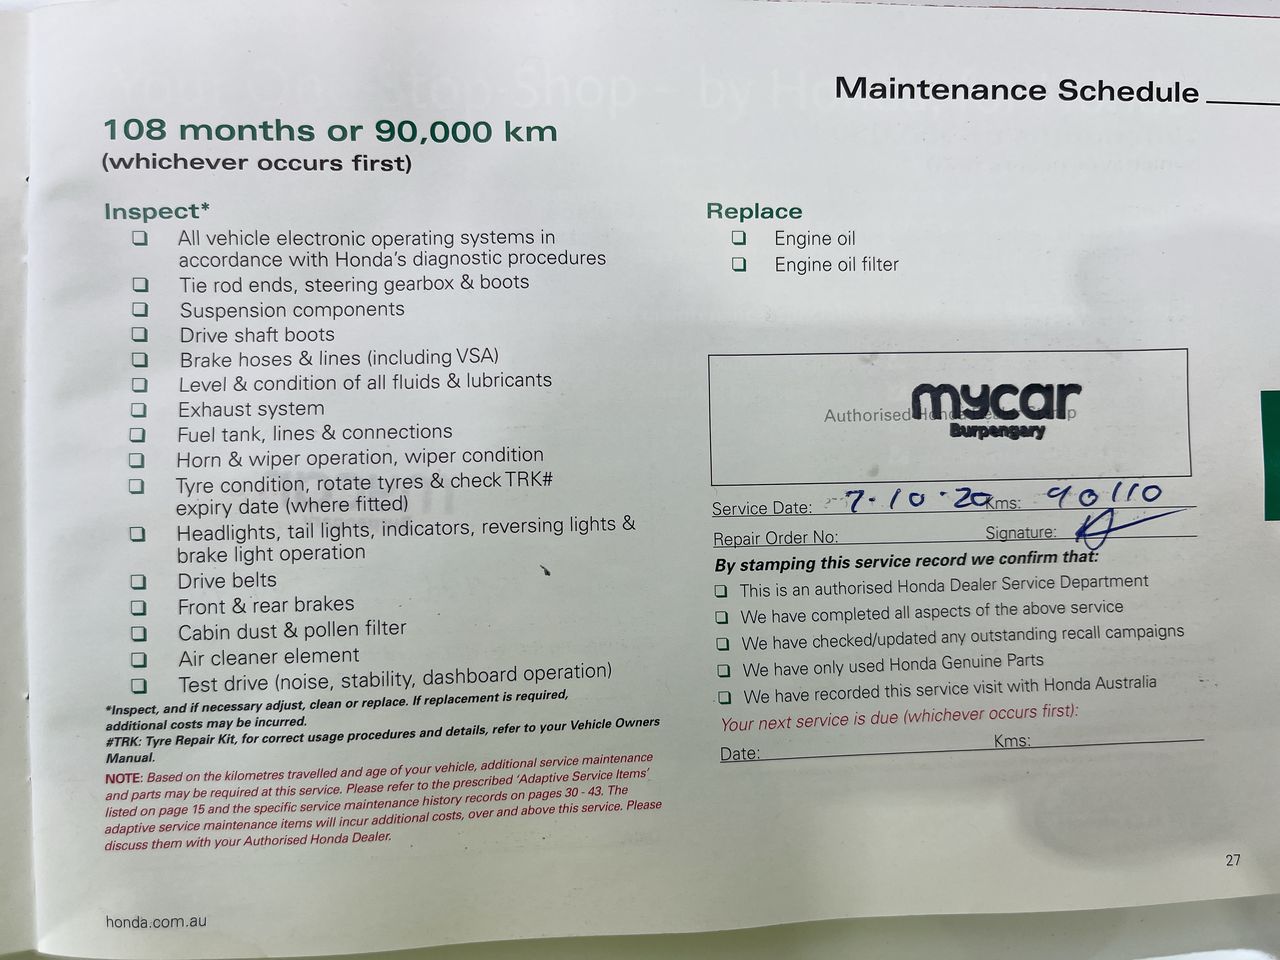 Maintenance Schedule
108 months or 90,000 km
(whichever occurs first)
Inspect*
All vehicle electronic operating systems in
accordance with Honda's diagnostic procedures
Tie rod ends, steering gearbox & boots
Suspension components
Drive shaft boots
Brake hoses & lines (including VSA)
Level & condition of all fluids & lubricants
Exhaust system
Fuel tank, lines & connections
Horn & wiper operation, wiper condition
Tyre condition, rotate tyres & check TRK#
expiry date (where fitted)
Headlights, tail lights, indicators, reversing lights &
brake light operation
Drive belts
Front & rear brakes
Cabin dust & pollen filter
Air cleaner element
Test drive (noise, stability, dashboard operation)
*Inspect, and if necessary adjust, clean or replace. If replacement is required,
additional costs may be incurred.
#TRK: Tyre Repair Kit, for correct usage procedures and details, refer to your Vehicle Owners
Manual.
NOTE: Based on the kilometres travelled and age of your vehicle, additional service maintenance
and parts may be required at this service. Please refer to the prescribed 'Adaptive Service Items'
listed on page 15 and the specific service maintenance history records on pages 30 - 43. The
adaptive service maintenance items will incur additional costs, over and above this service. Please
discuss them with your Authorised Honda Dealer.
honda.com.au
Replace
Engine oil
Engine oil filter
mycar
Authorised Honda Dealer Stamp
Burpengary
Service Date: 7.10.20 Kms: 90110
Repair Order No: Signature:
By stamping this service record we confirm that:
This is an authorised Honda Dealer Service Department
We have completed all aspects of the above service
We have checked/updated any outstanding recall campaigns
We have only used Honda Genuine Parts
We have recorded this service visit with Honda Australia
Your next service is due (whichever occurs first):
Date: Kms:
27